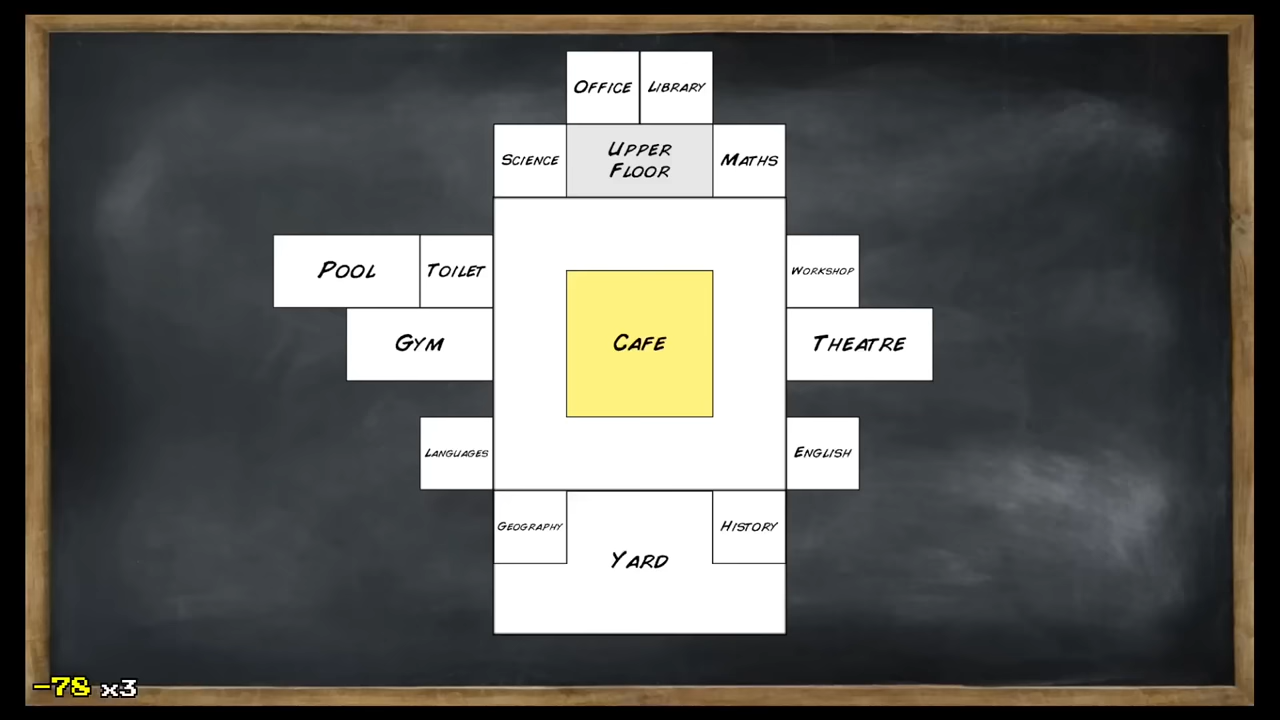 Office
Library
Science
Upper
Floor
Maths
Pool
Toilet
Workshop
Gym
Cafe
Theatre
Languages
English
Geography
History
Yard
-78 x3